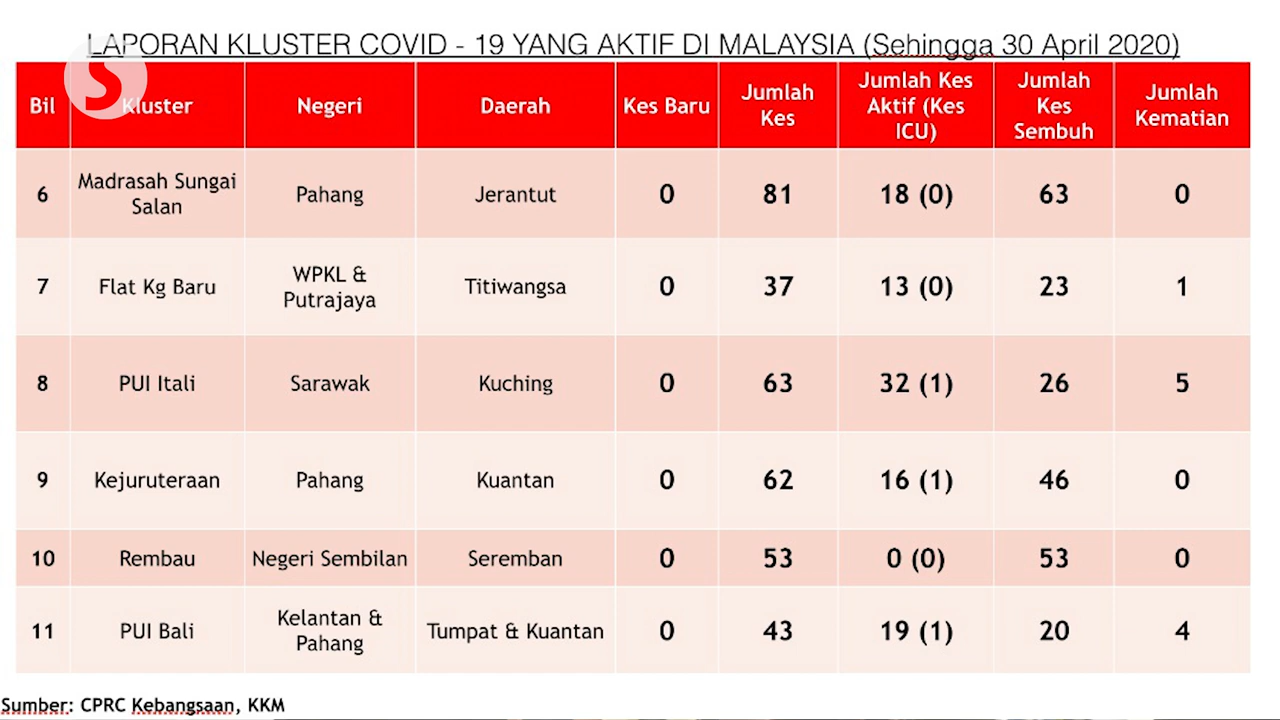 LAPORAN KLUSTER COVID - 19 YANG AKTIF DI MALAYSIA (Sehingga 30 April 2020)
S
Bil Kluster Negeri Daerah Kes Baru Jumlah Kes Jumlah Kes Aktif (Kes ICU) Jumlah Kes Sembuh Jumlah Kematian
6 Madrasah Sungai Salan Pahang Jerantut 0 81 18 (0) 63 0
7 Flat Kg Baru WPKL & Putrajaya Titiwangsa 0 37 13 (0) 23 1
8 PUI Itali Sarawak Kuching 0 63 32 (1) 26 5
9 Kejuruteraan Pahang Kuantan 0 62 16 (1) 46 0
10 Rembau Negeri Sembilan Seremban 0 53 0 (0) 53 0
11 PUI Bali Kelantan & Pahang Tumpat & Kuantan 0 43 19 (1) 20 4
Sumber: CPRC Kebangsaan, KKM